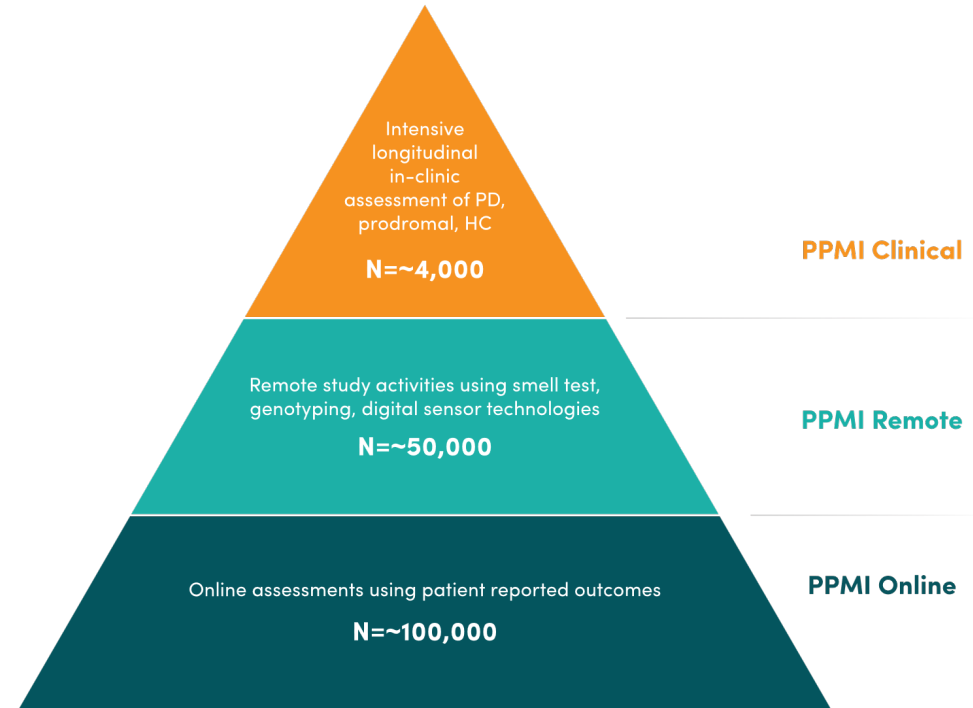 Intensive
longitudinal
in-clinic
assessment of PD,
prodromal, HC
N=~4,000
PPMI Clinical
Remote study activities using smell test,
genotyping, digital sensor technologies
N=~50,000
PPMI Remote
Online assessments using patient reported outcomes
N=~100,000
PPMI Online